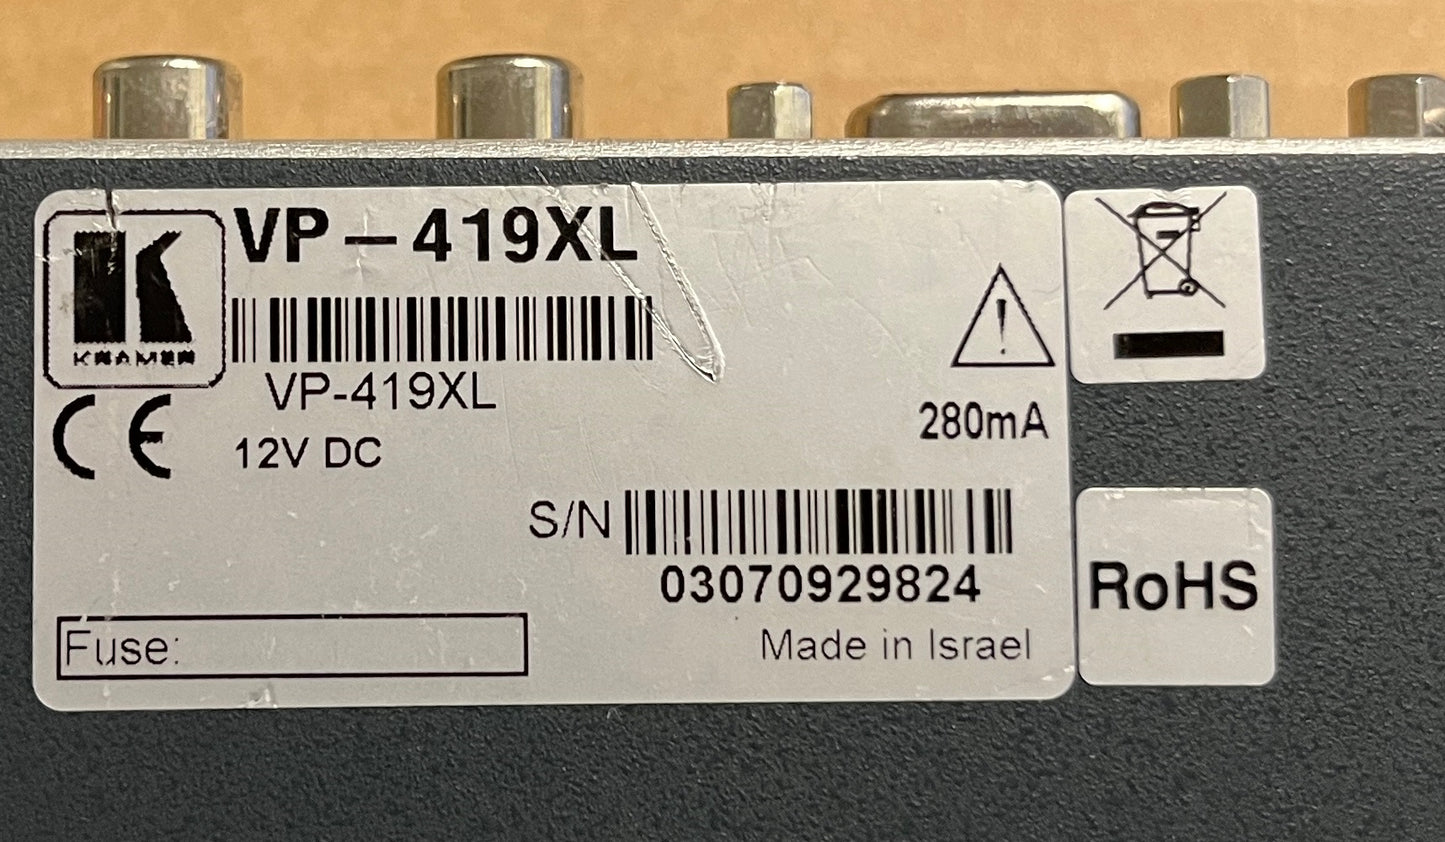 VP-419XL
KRAMER
VP-419XL
CE
12V DC
280mA
S/N
03070929824
Fuse:
Made in Israel
RoHS